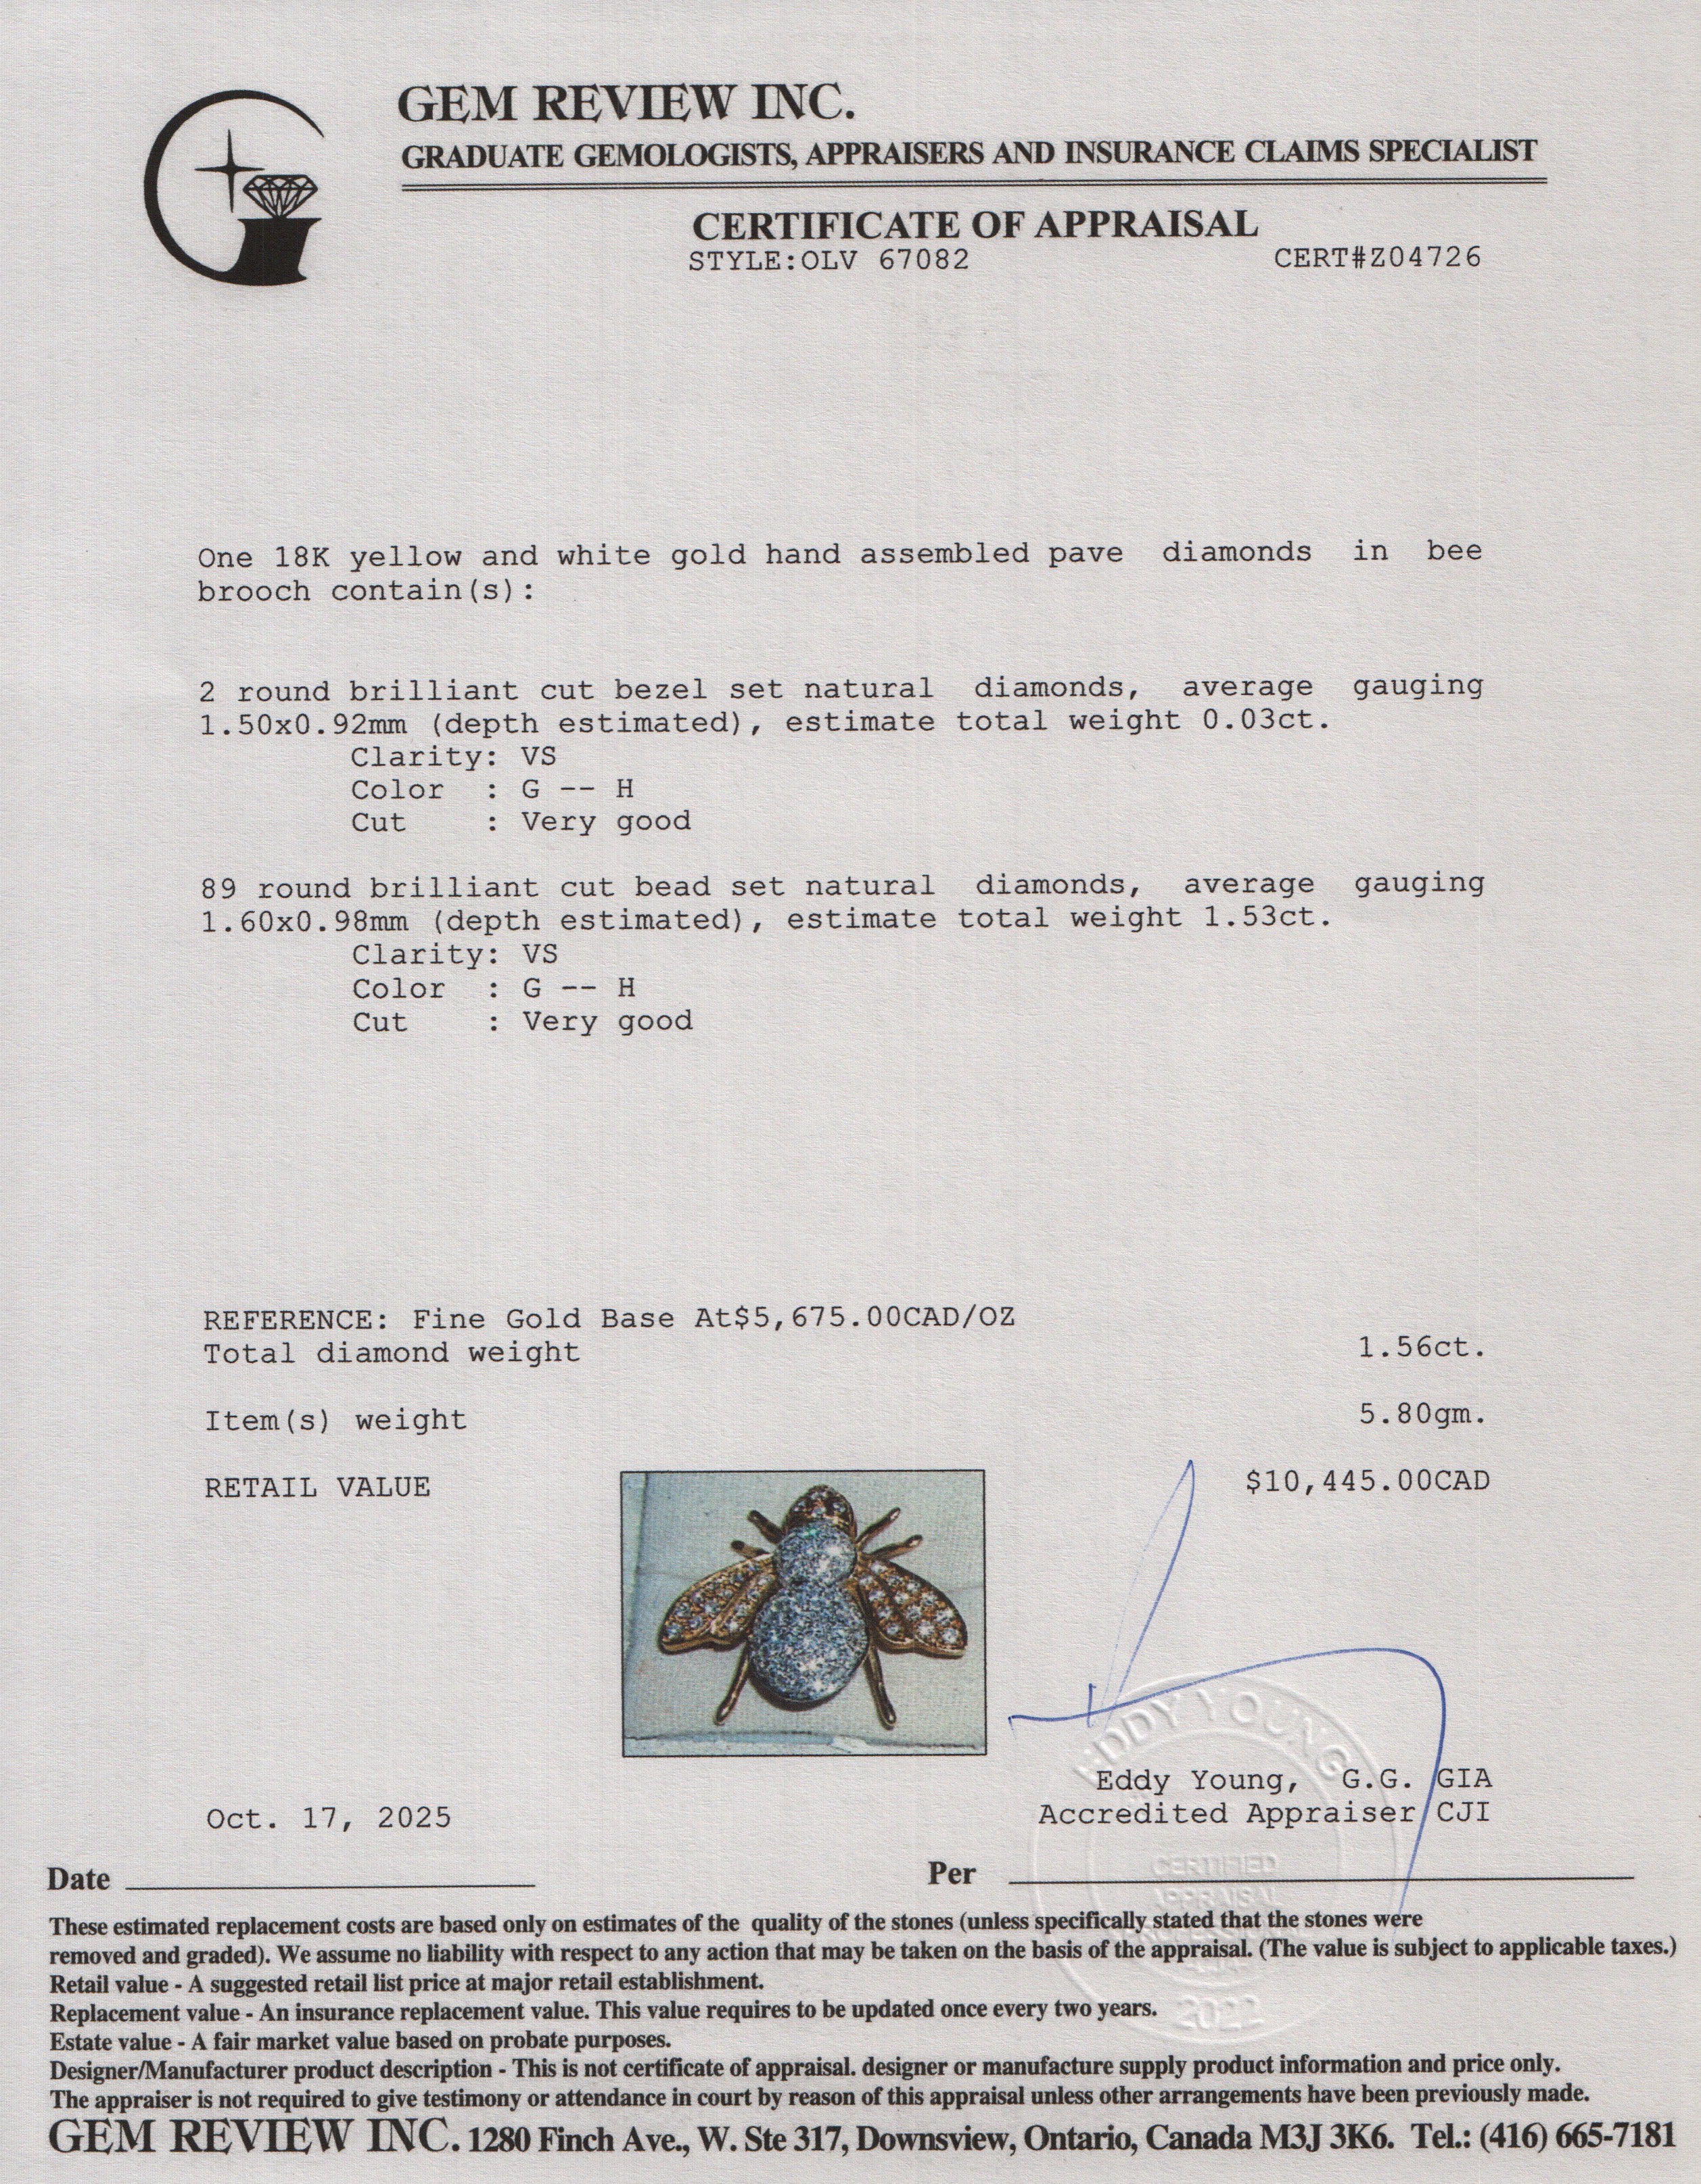 GEM REVIEW INC.
GRADUATE GEMOLOGISTS, APPRAISERS AND INSURANCE CLAIMS SPECIALIST
CERTIFICATE OF APPRAISAL
STYLE:OLV 67082 CERT#Z04726
One 18K yellow and white gold hand assembled pave diamonds in bee
brooch contain(s):
2 round brilliant cut bezel set natural diamonds, average gauging
1.50x0.92mm (depth estimated), estimate total weight 0.03ct.
Clarity: VS
Color : G -- H
Cut : Very good
89 round brilliant cut bead set natural diamonds, average gauging
1.60x0.98mm (depth estimated), estimate total weight 1.53ct.
Clarity: VS
Color : G -- H
Cut : Very good
REFERENCE: Fine Gold Base At$5,675.00CAD/OZ
Total diamond weight 1.56ct.
Item(s) weight 5.80gm.
RETAIL VALUE $10,445.00CAD
EDDY YOUNG
Eddy Young, G.G. GIA
Oct. 17, 2025 Accredited Appraiser CJI
CERTIFIED
APPRAISAL
2022
Date Per
These estimated replacement costs are based only on estimates of the quality of the stones (unless specifically stated that the stones were
removed and graded). We assume no liability with respect to any action that may be taken on the basis of the appraisal. (The value is subject to applicable taxes.)
Retail value - A suggested retail list price at major retail establishment.
Replacement value - An insurance replacement value. This value requires to be updated once every two years.
Estate value - A fair market value based on probate purposes.
Designer/Manufacturer product description - This is not certificate of appraisal. designer or manufacture supply product information and price only.
The appraiser is not required to give testimony or attendance in court by reason of this appraisal unless other arrangements have been previously made.
GEM REVIEW INC. 1280 Finch Ave., W. Ste 317, Downsview, Ontario, Canada M3J 3K6. Tel.: (416) 665-7181